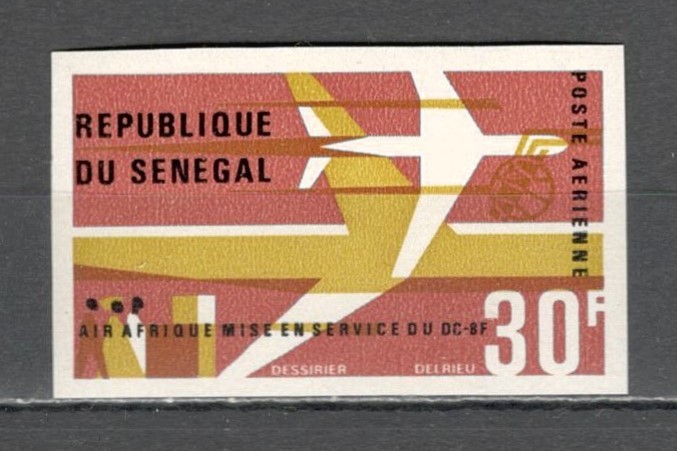 REPUBLIQUE
DU SENEGAL
POSTE AERIENNE
AIR AFRIQUE MISE EN SERVICE DU DC-8F
30F
DESSIRIER
DELRIEU